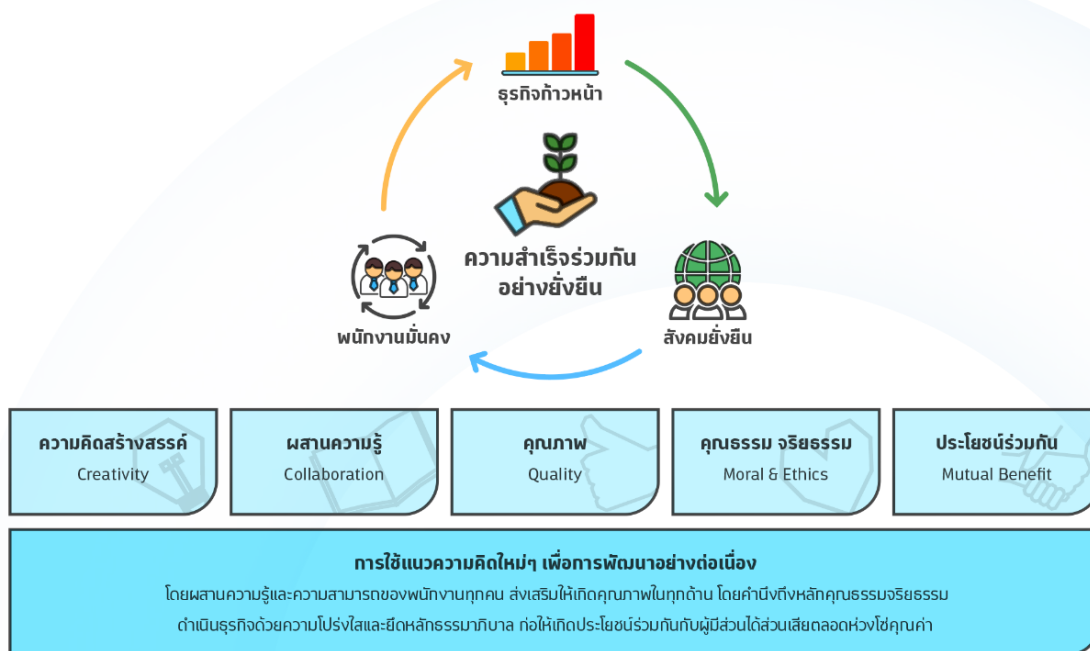 ธุรกิจก้าวหน้า
ความสำเร็จร่วมกัน
อย่างยั่งยืน
พนักงานมั่นคง
สังคมยั่งยืน
ความคิดสร้างสรรค์
Creativity
ผสานความรู้
Collaboration
คุณภาพ
Quality
คุณธรรม จริยธรรม
Moral & Ethics
ประโยชน์ร่วมกัน
Mutual Benefit
การใช้แนวความคิดใหม่ๆ เพื่อการพัฒนาอย่างต่อเนื่อง
โดยผสานความรู้และความสามารถของพนักงานทุกคน ส่งเสริมให้เกิดคุณภาพในทุกด้าน โดยคำนึงถึงหลักคุณธรรมจริยธรรม
ดำเนินธุรกิจด้วยความโปร่งใสและยึดหลักธรรมาภิบาล ก่อให้เกิดประโยชน์ร่วมกันกับผู้มีส่วนได้ส่วนเสียตลอดห่วงโซ่คุณค่า